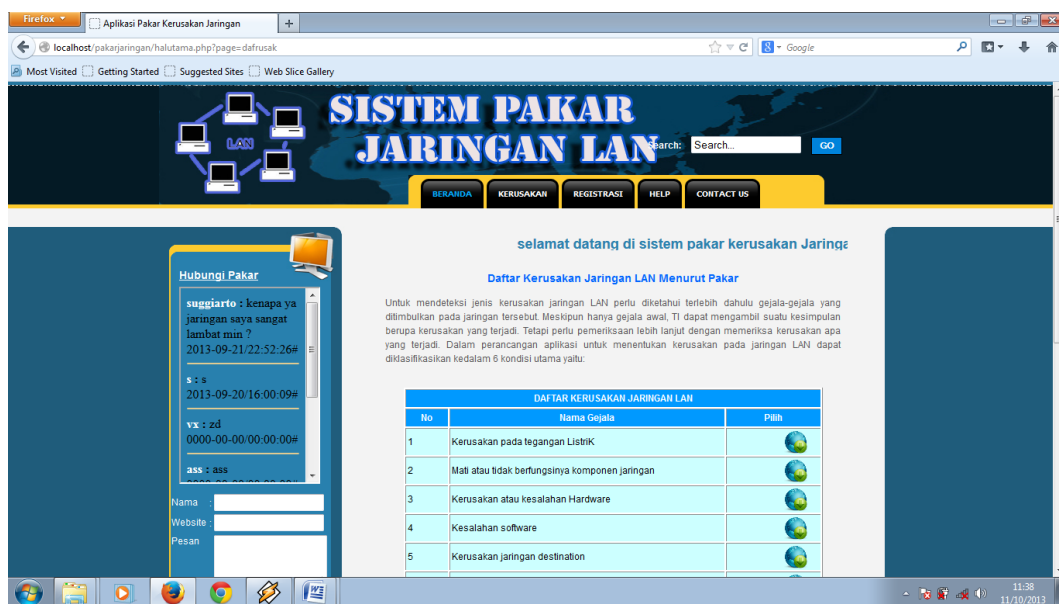 Firefox
Aplikasi Pakar Kerusakan Jaringan
localhost/pakarjaringan/halutama.php?page=dafrusak
Google
Most Visited Getting Started Suggested Sites Web Slice Gallery
LAN
SISTEM PAKAR
JARINGAN LAN
Search: Search... GO
BERANDA KERUSAKAN REGISTRASI HELP CONTACT US
selamat datang di sistem pakar kerusakan Jaringa
Hubungi Pakar
suggiarto : kenapa ya
jaringan saya sangat
lambat min ?
2013-09-21/22:52:26#
s : s
2013-09-20/16:00:09#
vx : zd
0000-00-00/00:00:00#
ass : ass
0000-00-00/00:00:00#
Nama :
Website :
Pesan
Daftar Kerusakan Jaringan LAN Menurut Pakar
Untuk mendeteksi jenis kerusakan jaringan LAN perlu diketahui terlebih dahulu gejala-gejala yang
ditimbulkan pada jaringan tersebut. Meskipun hanya gejala awal, TI dapat mengambil suatu kesimpulan
berupa kerusakan yang terjadi. Tetapi perlu pemeriksaan lebih lanjut dengan memeriksa kerusakan apa
yang terjadi. Dalam perancangan aplikasi untuk menentukan kerusakan pada jaringan LAN dapat
diklasifikasikan kedalam 6 kondisi utama yaitu:
DAFTAR KERUSAKAN JARINGAN LAN
No Nama Gejala Pilih
1 Kerusakan pada tegangan ListriK
2 Mati atau tidak berfungsinya komponen jaringan
3 Kerusakan atau kesalahan Hardware
4 Kesalahan software
5 Kerusakan jaringan destination
11:38
11/10/2013